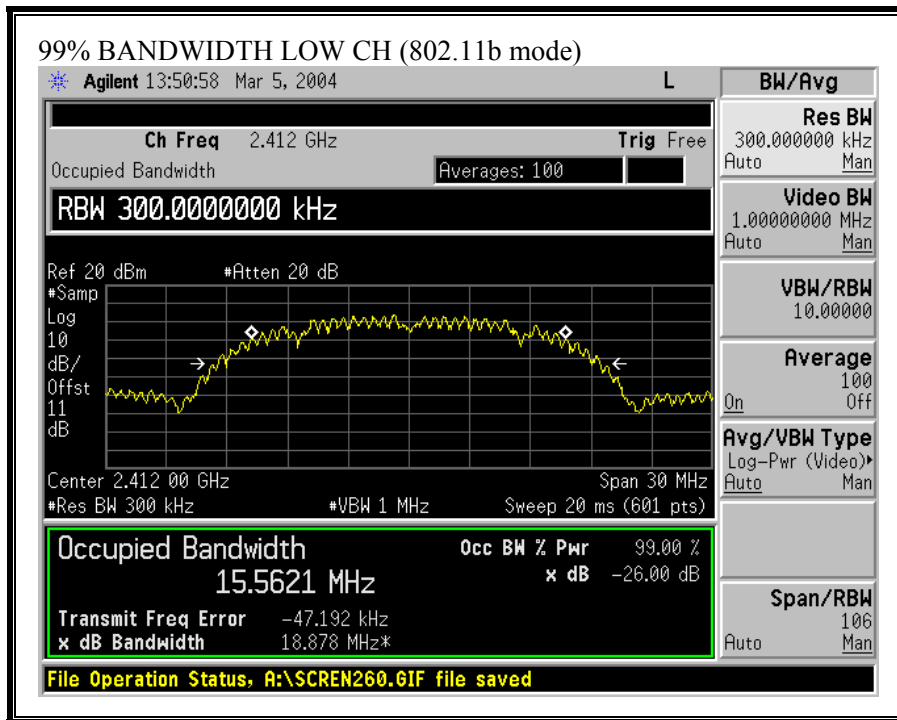 99% BANDWIDTH LOW CH (802.11b mode)
Agilent 13:50:58 Mar 5, 2004 L
BW/Avg
Ch Freq 2.412 GHz Trig Free
Occupied Bandwidth Averages: 100
RBW 300.0000000 kHz
Ref 20 dBm #Atten 20 dB
#Samp
Log
10
dB/
Offst
11
dB
Center 2.412 00 GHz Span 30 MHz
#Res BW 300 kHz #VBW 1 MHz Sweep 20 ms (601 pts)
Occupied Bandwidth Occ BW % Pwr 99.00 %
15.5621 MHz x dB -26.00 dB
Transmit Freq Error -47.192 kHz
x dB Bandwidth 18.878 MHz*
File Operation Status, A:\SCREN260.GIF file saved
Res BW
300.000000 kHz
Auto Man
Video BW
1.00000000 MHz
Auto Man
VBW/RBW
10.00000
Average
100
On Off
Avg/VBW Type
Log-Pwr (Video)
Auto Man
Span/RBW
106
Auto Man